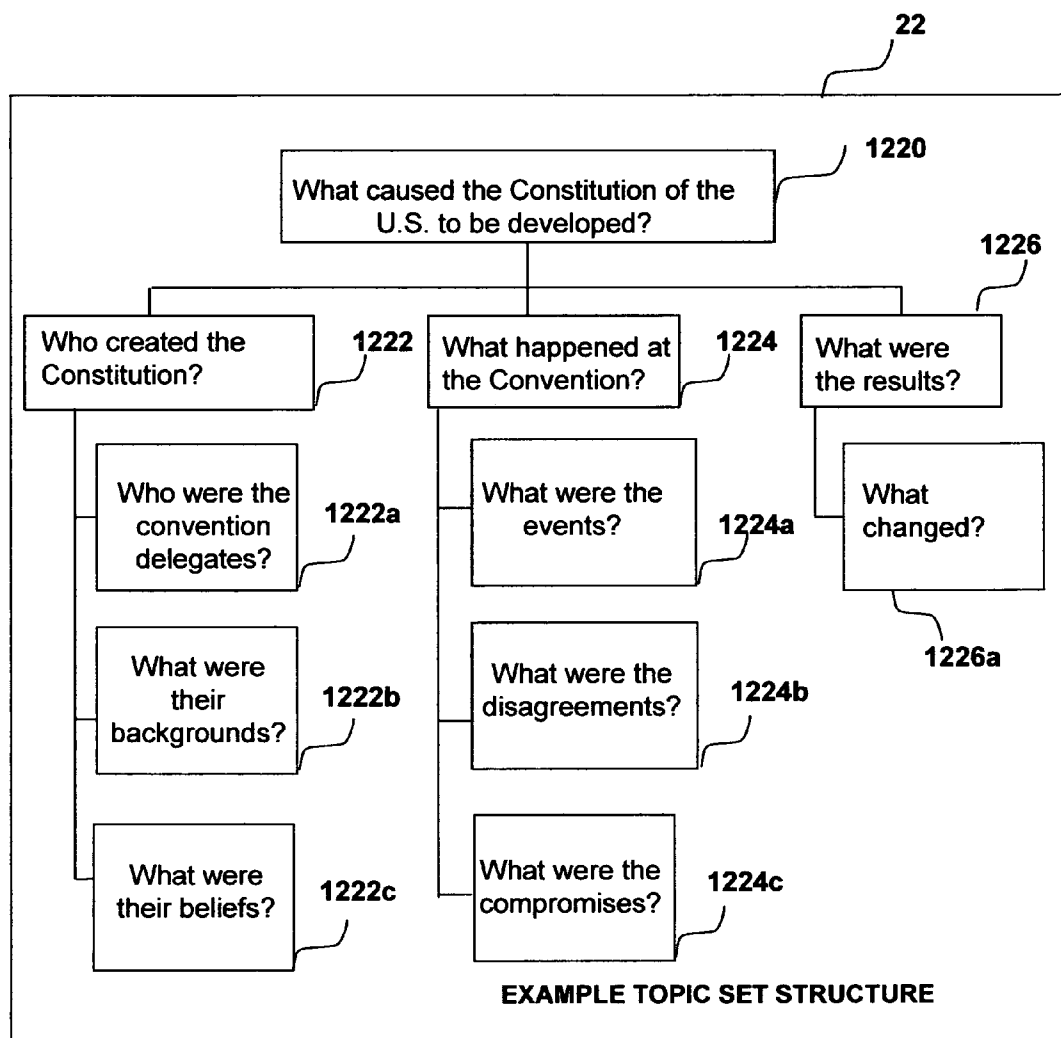 22
1220
What caused the Constitution of the
U.S. to be developed?
1226
Who created the
Constitution?
1222
What happened at
the Convention?
1224
What were
the results?
Who were the
convention
delegates?
1222a
What were the
events?
1224a
What
changed?
1226a
What were
their
backgrounds?
1222b
What were the
disagreements?
1224b
What were
their beliefs?
1222c
What were the
compromises?
1224c
EXAMPLE TOPIC SET STRUCTURE